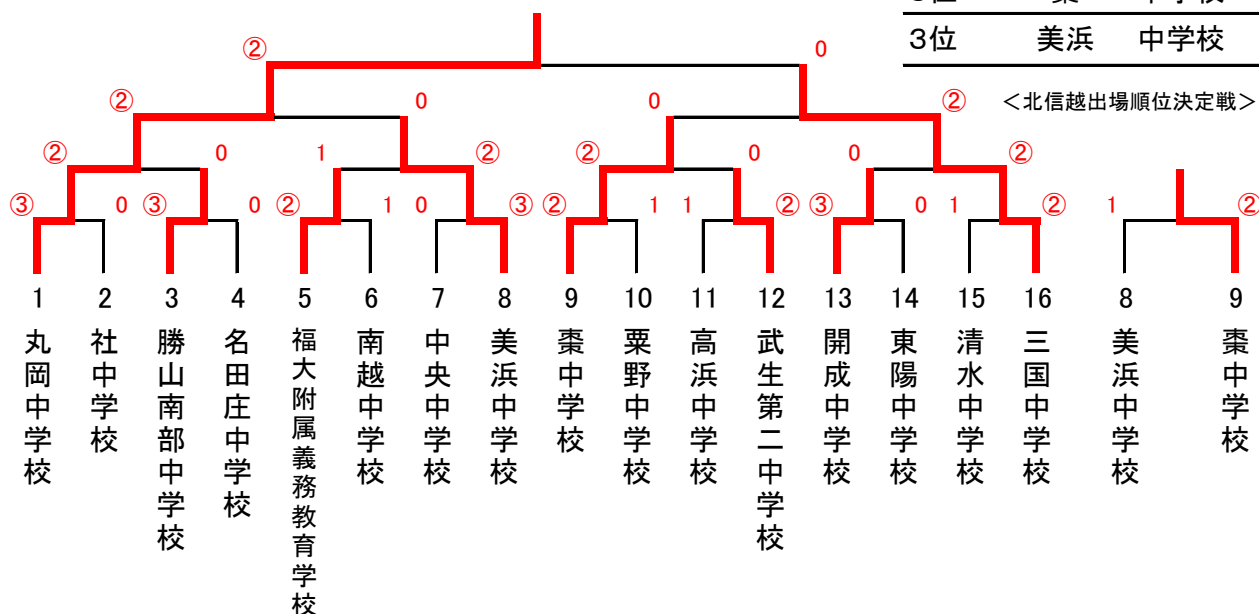 3位 美浜 中学校
② 0
<北信越出場順位決定戦>
② 0 0 ②
② 0 1 ② ② 0 0 ②
③ 0 ③ 0 ② 1 0 ③ ② 1 1 ② ③ 0 1 ② 1 ②
1 2 3 4 5 6 7 8 9 10 11 12 13 14 15 16 8 9
丸岡中学校
社中学校
勝山南部中学校
名田庄中学校
福大附属義務教育学校
南越中学校
中央中学校
美浜中学校
棗中学校
粟野中学校
高浜中学校
武生第二中学校
開成中学校
東陽中学校
清水中学校
三国中学校
美浜中学校
棗中学校